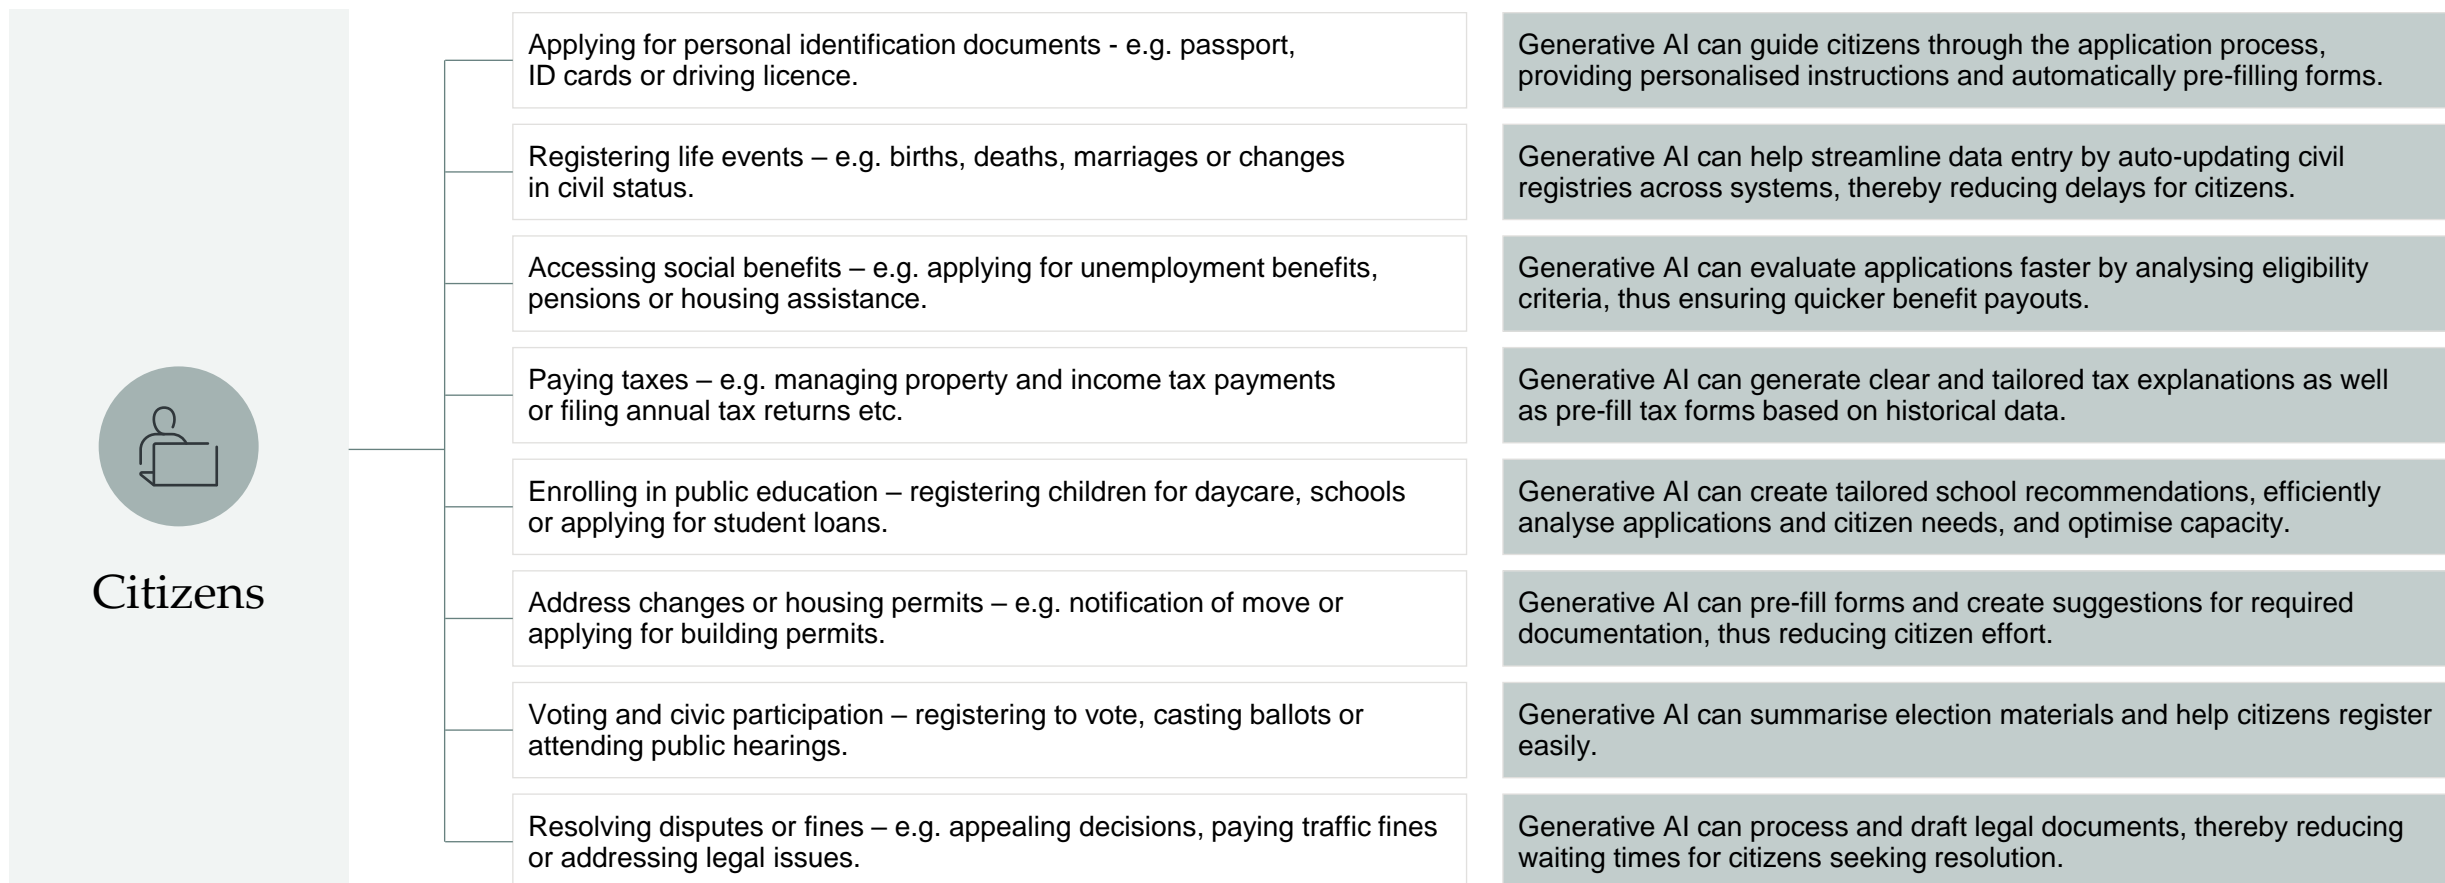 Citizens
Applying for personal identification documents - e.g. passport,
ID cards or driving licence.
Generative AI can guide citizens through the application process,
providing personalised instructions and automatically pre-filling forms.
Registering life events – e.g. births, deaths, marriages or changes
in civil status.
Generative AI can help streamline data entry by auto-updating civil
registries across systems, thereby reducing delays for citizens.
Accessing social benefits – e.g. applying for unemployment benefits,
pensions or housing assistance.
Generative AI can evaluate applications faster by analysing eligibility
criteria, thus ensuring quicker benefit payouts.
Paying taxes – e.g. managing property and income tax payments
or filing annual tax returns etc.
Generative AI can generate clear and tailored tax explanations as well
as pre-fill tax forms based on historical data.
Enrolling in public education – registering children for daycare, schools
or applying for student loans.
Generative AI can create tailored school recommendations, efficiently
analyse applications and citizen needs, and optimise capacity.
Address changes or housing permits – e.g. notification of move or
applying for building permits.
Generative AI can pre-fill forms and create suggestions for required
documentation, thus reducing citizen effort.
Voting and civic participation – registering to vote, casting ballots or
attending public hearings.
Generative AI can summarise election materials and help citizens register
easily.
Resolving disputes or fines – e.g. appealing decisions, paying traffic fines
or addressing legal issues.
Generative AI can process and draft legal documents, thereby reducing
waiting times for citizens seeking resolution.